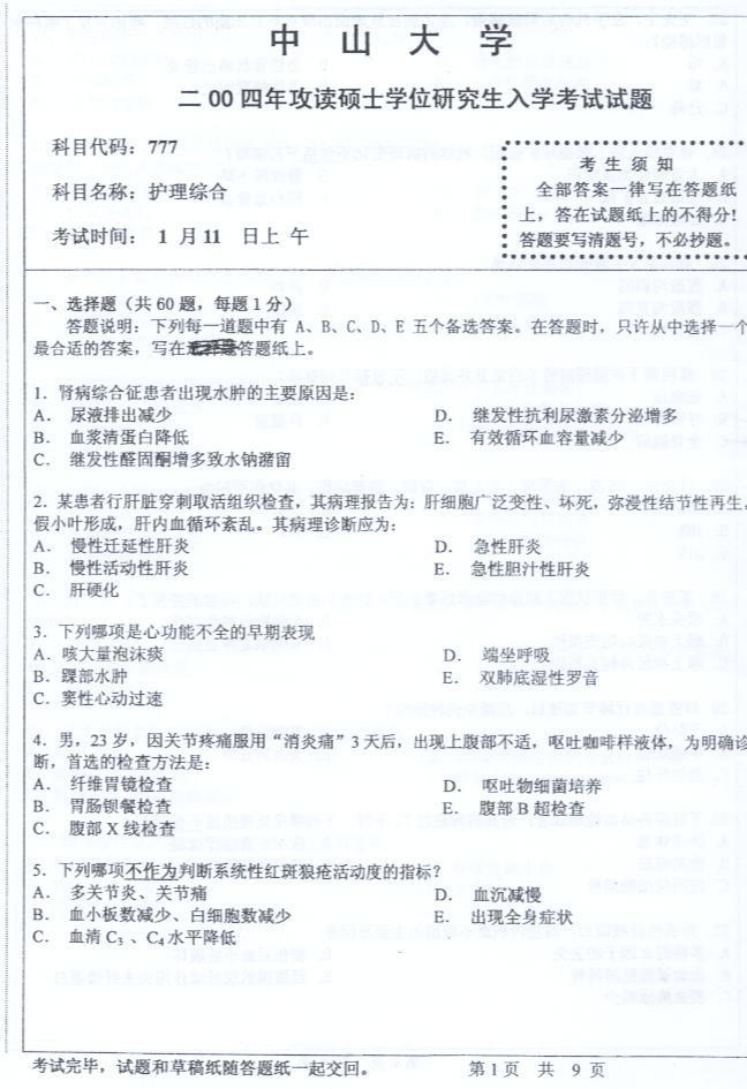 中 山 大 学
二00四年攻读硕士学位研究生入学考试试题
科目代码：777
科目名称：护理综合
考试时间： 1 月 11 日上 午
考 生 须 知
全部答案一律写在答题纸
上，答在试题纸上的不得分！
答题要写清题号，不必抄题。
一、选择题（共 60 题，每题 1 分）
答题说明：下列每一道题中有 A、B、C、D、E 五个备选答案。在答题时，只许从中选择一个
最合适的答案，写在答题纸上。
1．肾病综合征患者出现水肿的主要原因是：
A． 尿液排出减少
D． 继发性抗利尿激素分泌增多
B． 血浆清蛋白降低
E． 有效循环血容量减少
C． 继发性醛固酮增多致水钠潴留
2．某患者行肝脏穿刺取活组织检查，其病理报告为：肝细胞广泛变性、坏死，弥漫性结节性再生，
假小叶形成，肝内血循环紊乱。其病理诊断应为：
A． 慢性迁延性肝炎
D． 急性肝炎
B． 慢性活动性肝炎
E． 急性胆汁性肝炎
C． 肝硬化
3．下列哪项是心功能不全的早期表现
A．咳大量泡沫痰
D． 端坐呼吸
B．踝部水肿
E． 双肺底湿性罗音
C．窦性心动过速
4．男，23 岁，因关节疼痛服用“消炎痛”3 天后，出现上腹部不适，呕吐咖啡样液体，为明确诊
断，首选的检查方法是：
A． 纤维胃镜检查
D． 呕吐物细菌培养
B． 胃肠钡餐检查
E． 腹部 B 超检查
C． 腹部 X 线检查
5．下列哪项不作为判断系统性红斑狼疮活动度的指标？
A． 多关节炎、关节痛
D． 血沉减慢
B． 血小板数减少、白细胞数减少
E． 出现全身症状
C． 血清 C₃ 、C₄ 水平降低
考试完毕，试题和草稿纸随答题纸一起交回。
第 1 页 共 9 页